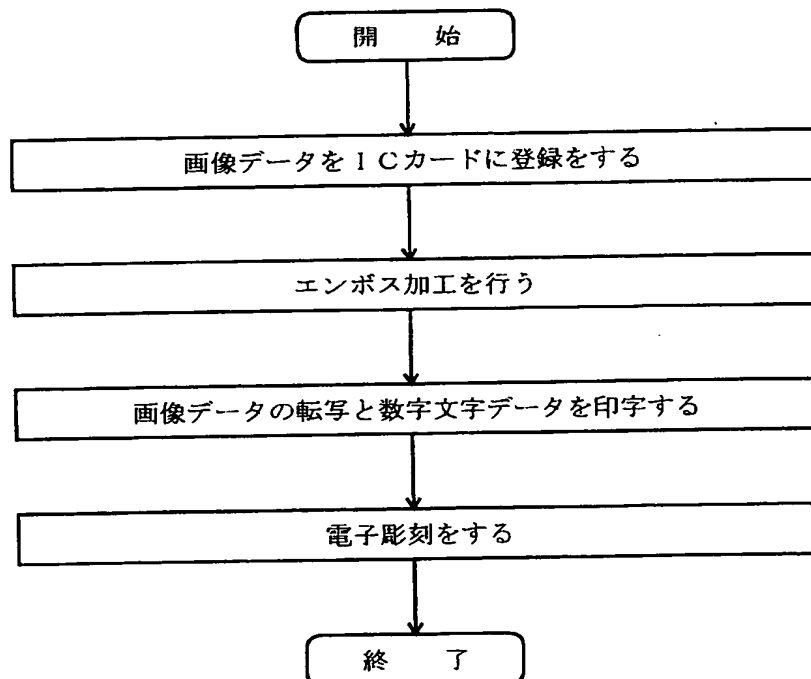 開　始
画像データをＩＣカードに登録をする
エンボス加工を行う
画像データの転写と数字文字データを印字する
電子彫刻をする
終　了